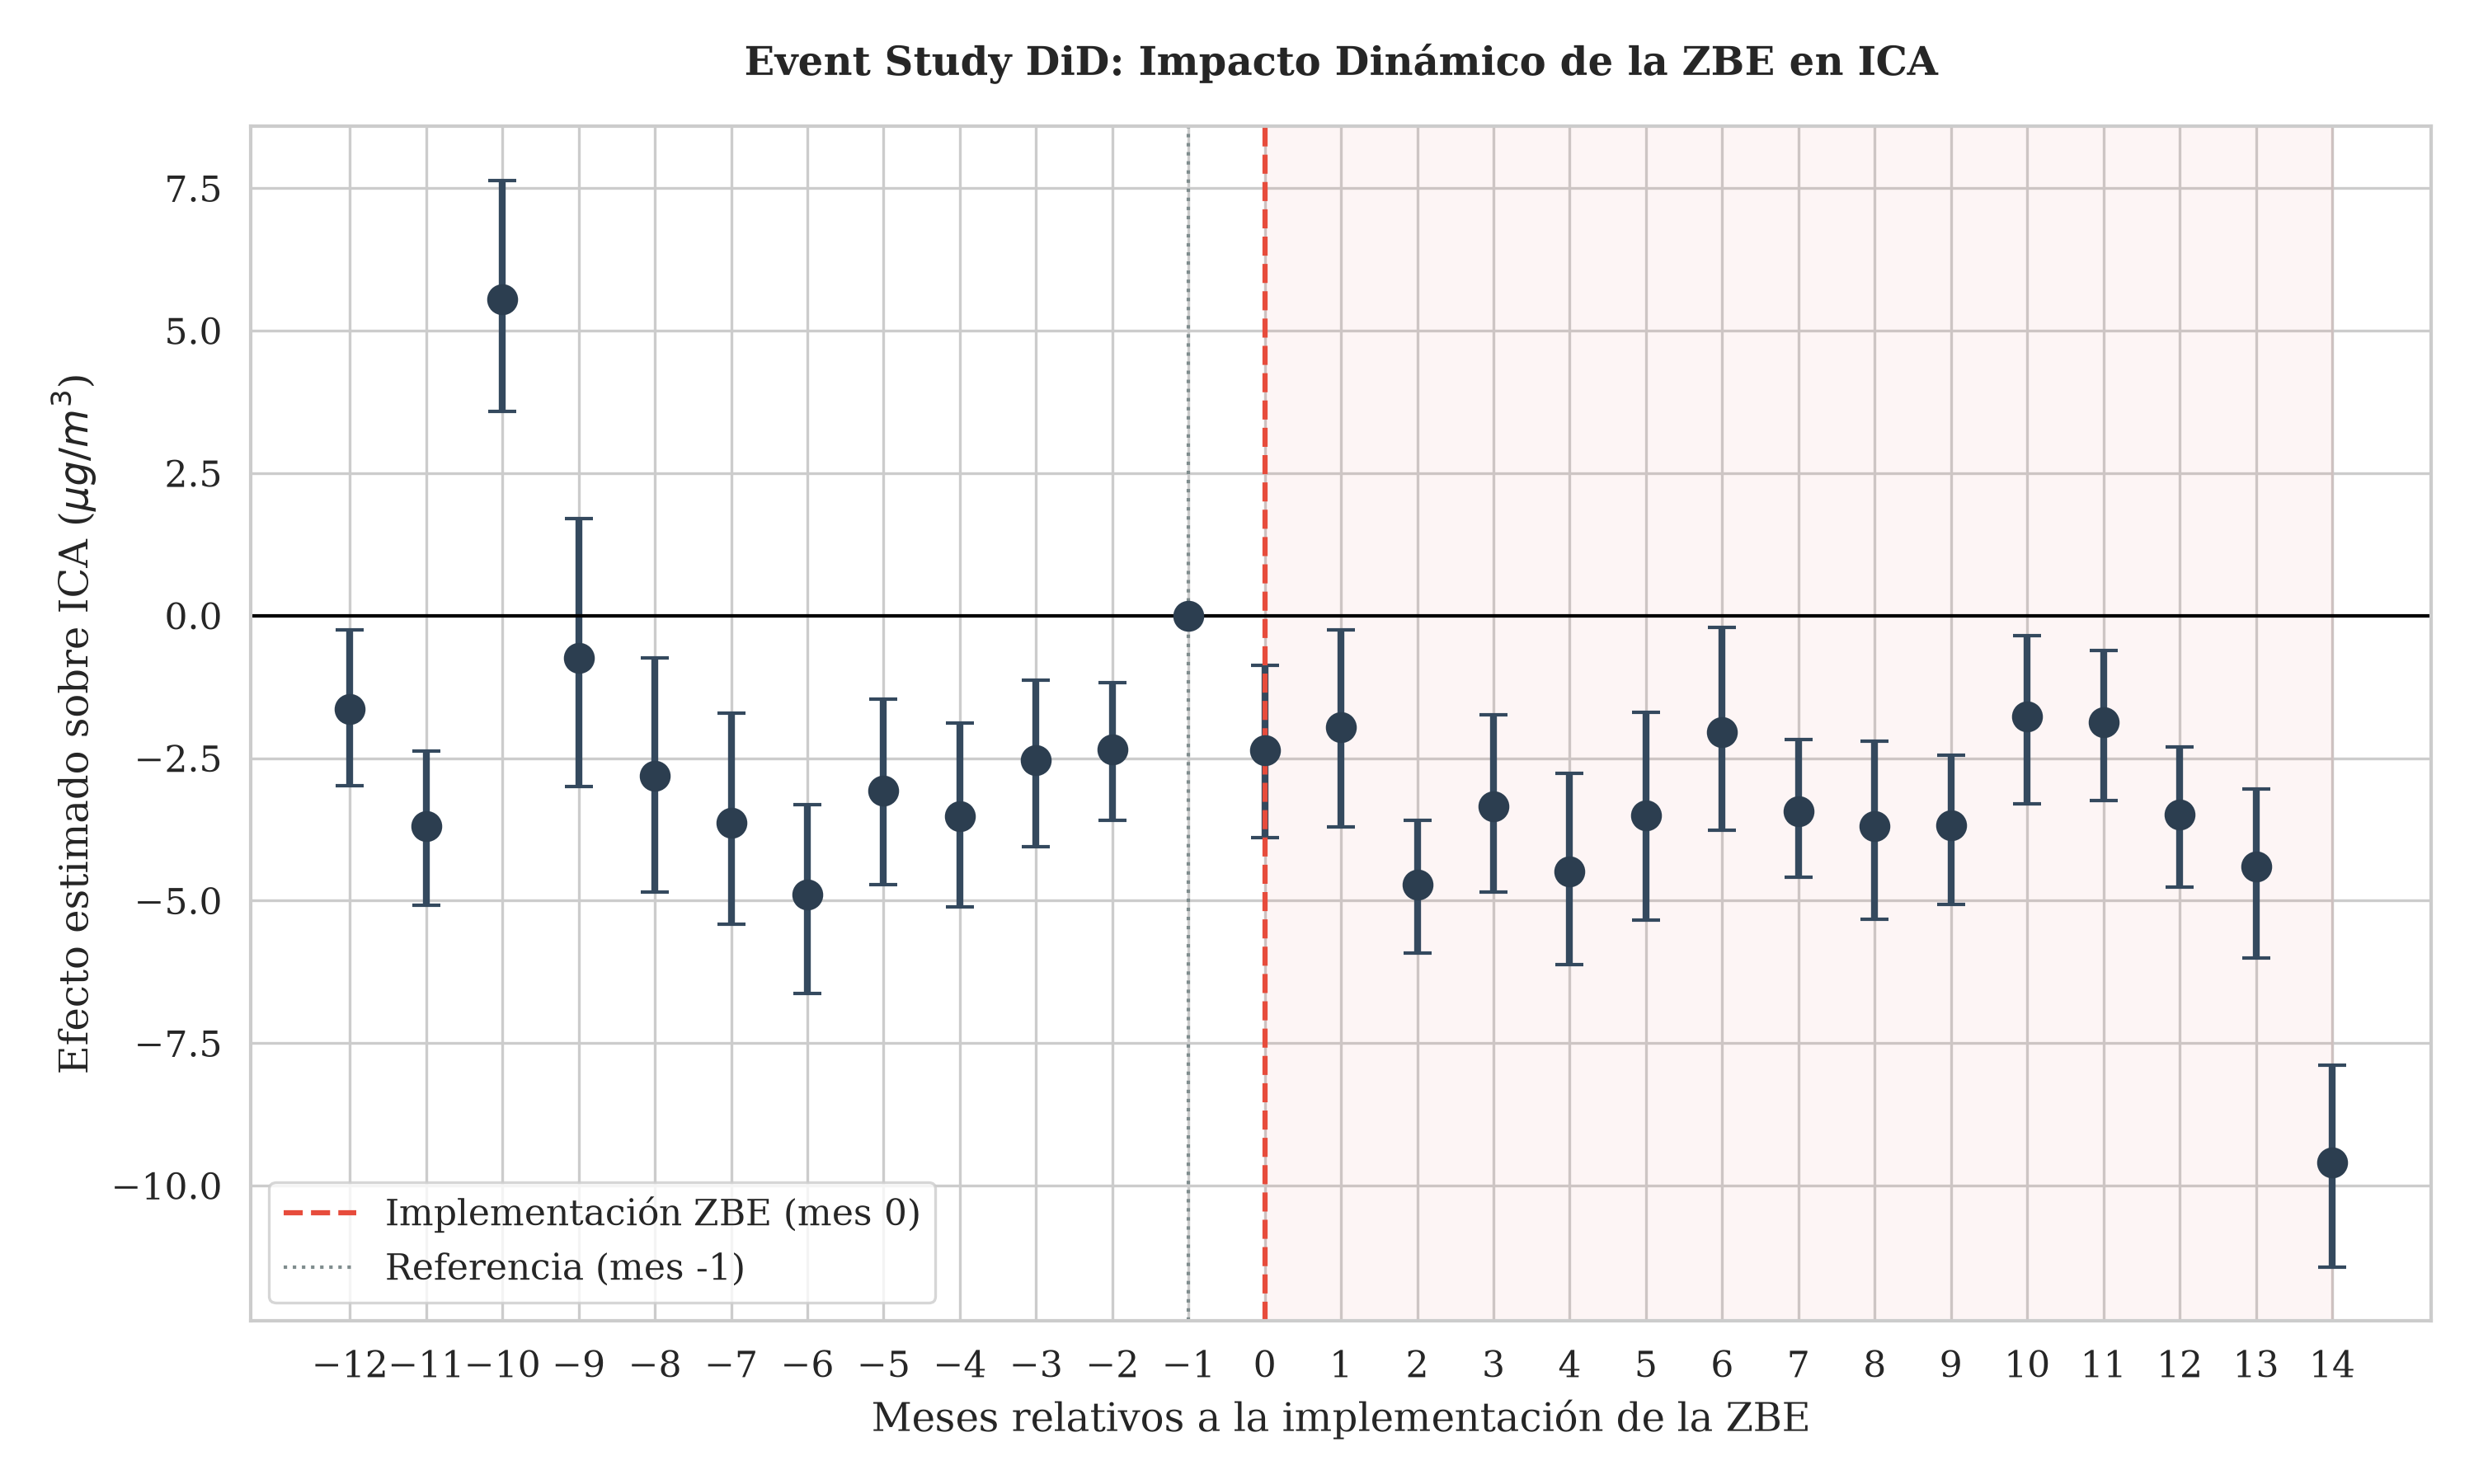 Event Study DiD: Impacto Dinámico de la ZBE en ICA
Efecto estimado sobre ICA (μg/m³)
7.5
5.0
2.5
0.0
−2.5
−5.0
−7.5
−10.0
Implementación ZBE (mes 0)
Referencia (mes -1)
−12 −11 −10 −9 −8 −7 −6 −5 −4 −3 −2 −1 0 1 2 3 4 5 6 7 8 9 10 11 12 13 14
Meses relativos a la implementación de la ZBE